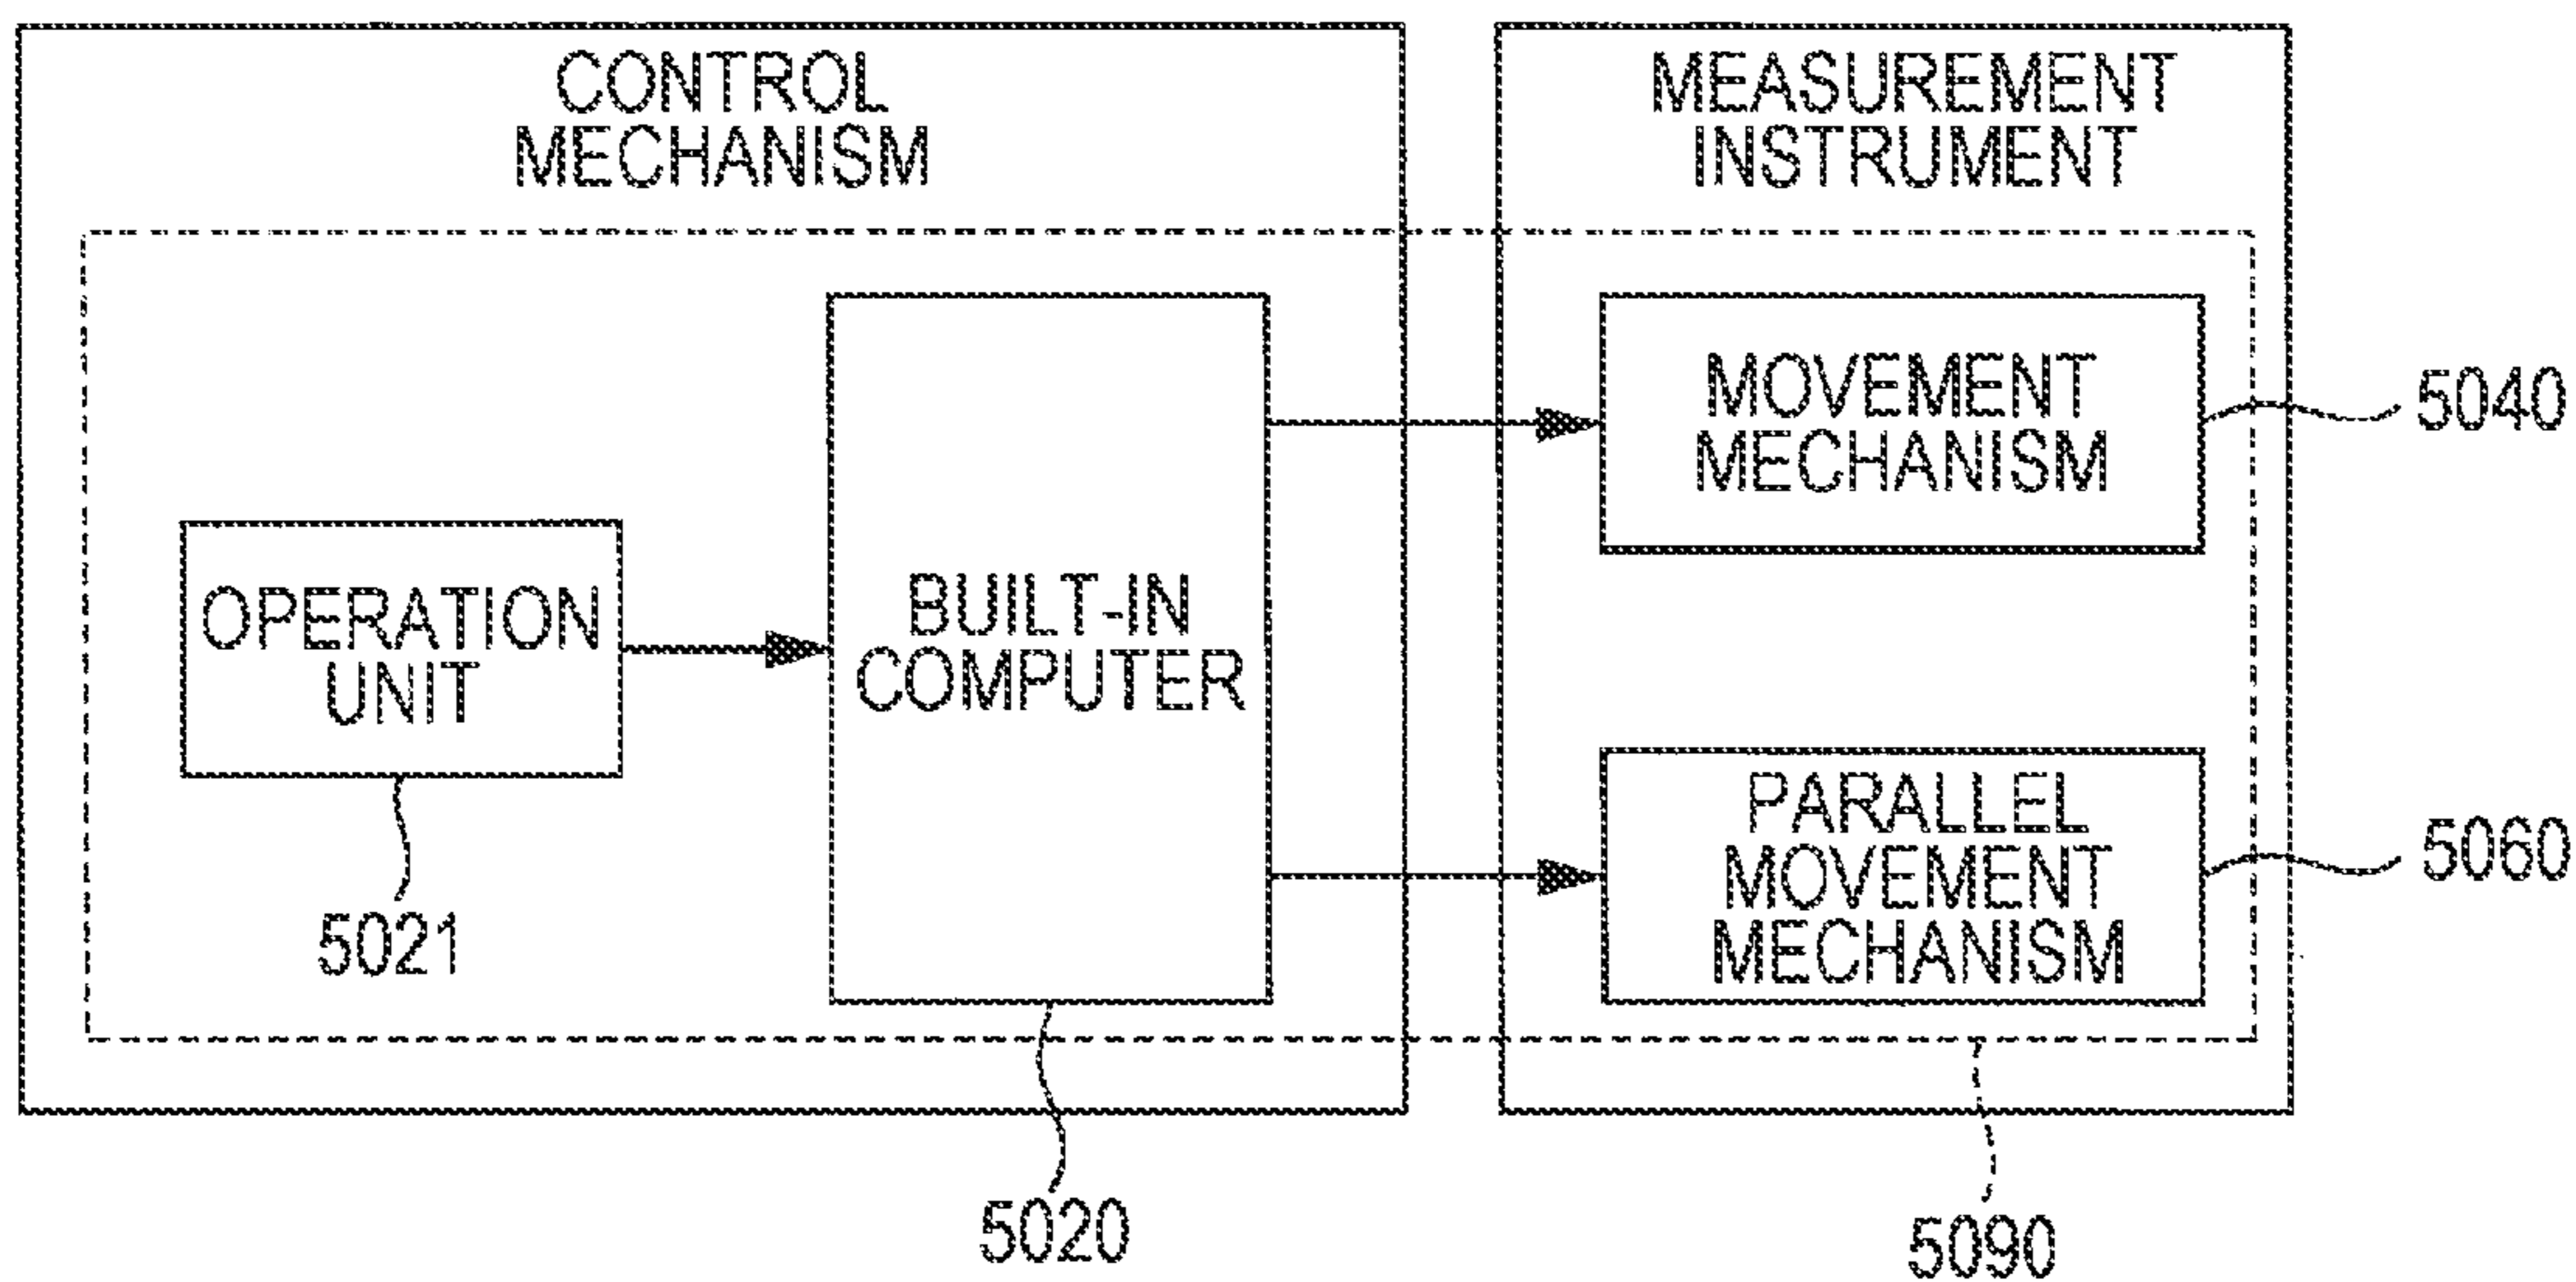 CONTROL
MECHANISM
MEASUREMENT
INSTRUMENT
OPERATION
UNIT
5021
BUILT-IN
COMPUTER
5020
MOVEMENT
MECHANISM
5040
PARALLEL
MOVEMENT
MECHANISM
5060
5090